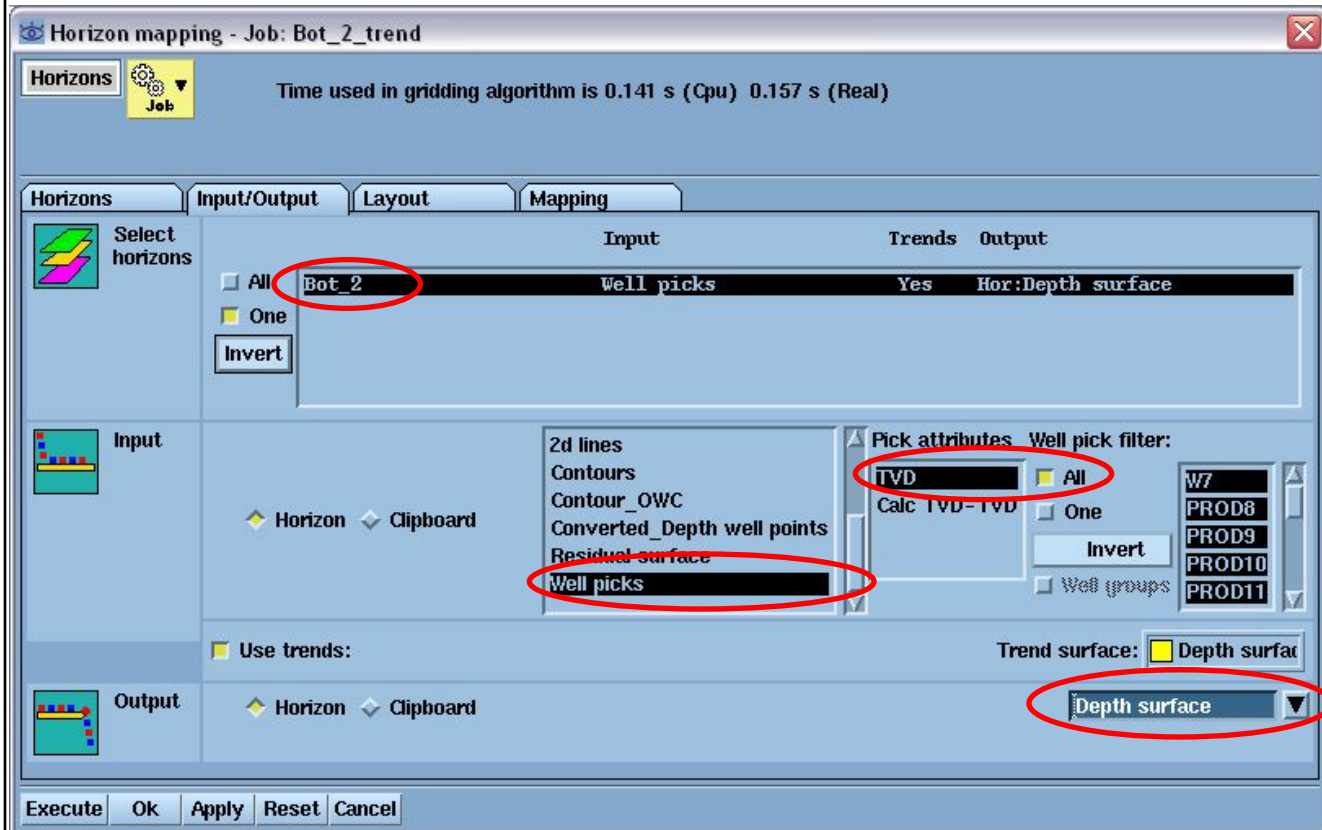 Horizon mapping - Job: Bot_2_trend
Horizons
Job
Time used in gridding algorithm is 0.141 s (Cpu) 0.157 s (Real)
Horizons Input/Output Layout Mapping
Select horizons
Input Trends Output
All
One
Invert
Bot_2 Well picks Yes Hor:Depth surface
Input
Horizon Clipboard
2d lines
Contours
Contour_OWC
Converted_Depth well points
Residual surface
Well picks
Pick attributes
TVD
Calc TVD-TVD
Well pick filter:
All
One
Invert
Well groups
W7
PROD8
PROD9
PROD10
PROD11
Use trends:
Trend surface: Depth surfac
Output
Horizon Clipboard
Depth surface
Execute Ok Apply Reset Cancel